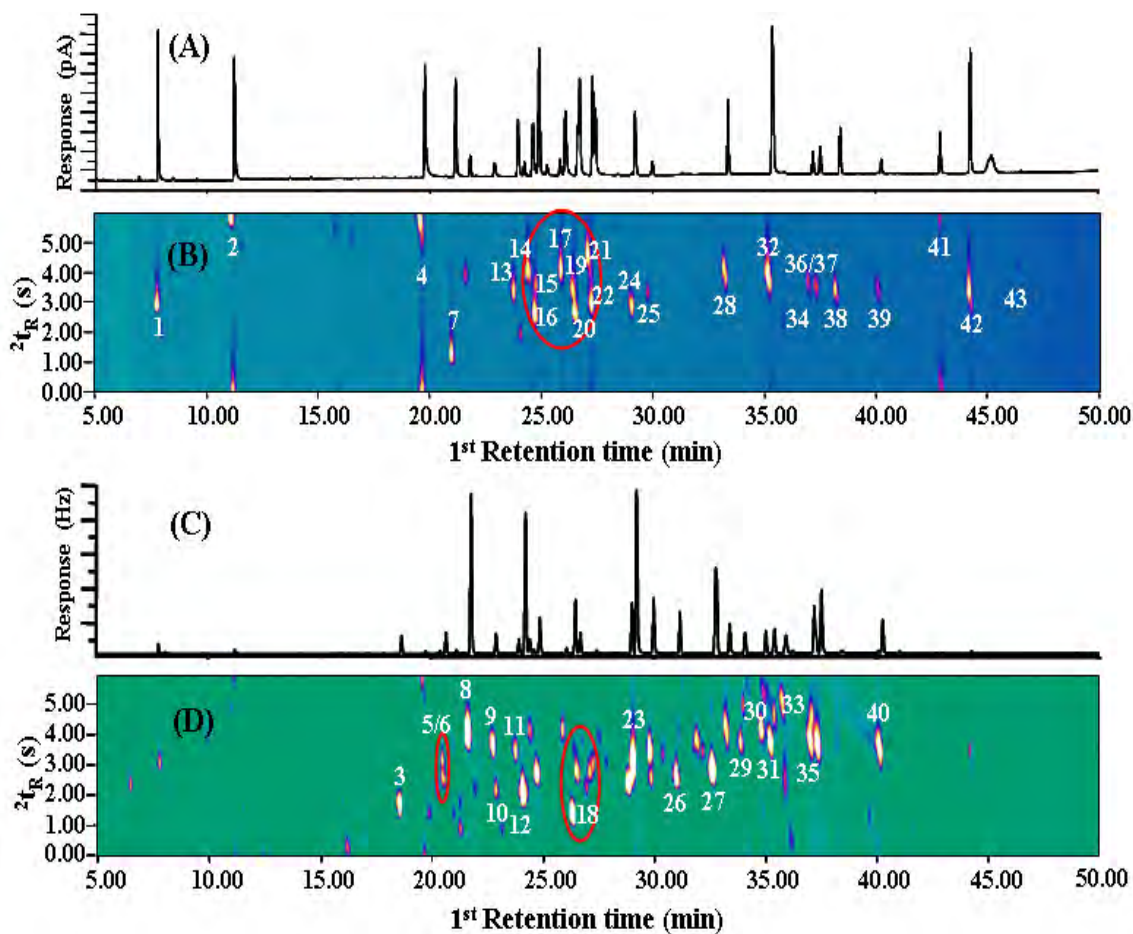 (A)
Response (pA)
(B)
5.00
4.00
3.00
2.00
1.00
0.00
²tR (s)
1 2 4 7 13 14 15 16 17 19 20 21 22 24 25 28 32 34 36/37 38 39 41 42 43
5.00 10.00 15.00 20.00 25.00 30.00 35.00 40.00 45.00 50.00
1st Retention time (min)
(C)
Response (Hz)
(D)
5.00
4.00
3.00
2.00
1.00
0.00
²tR (s)
3 5/6 8 9 10 11 12 18 23 26 27 29 30 31 33 35 40
5.00 10.00 15.00 20.00 25.00 30.00 35.00 40.00 45.00 50.00
1st Retention time (min)